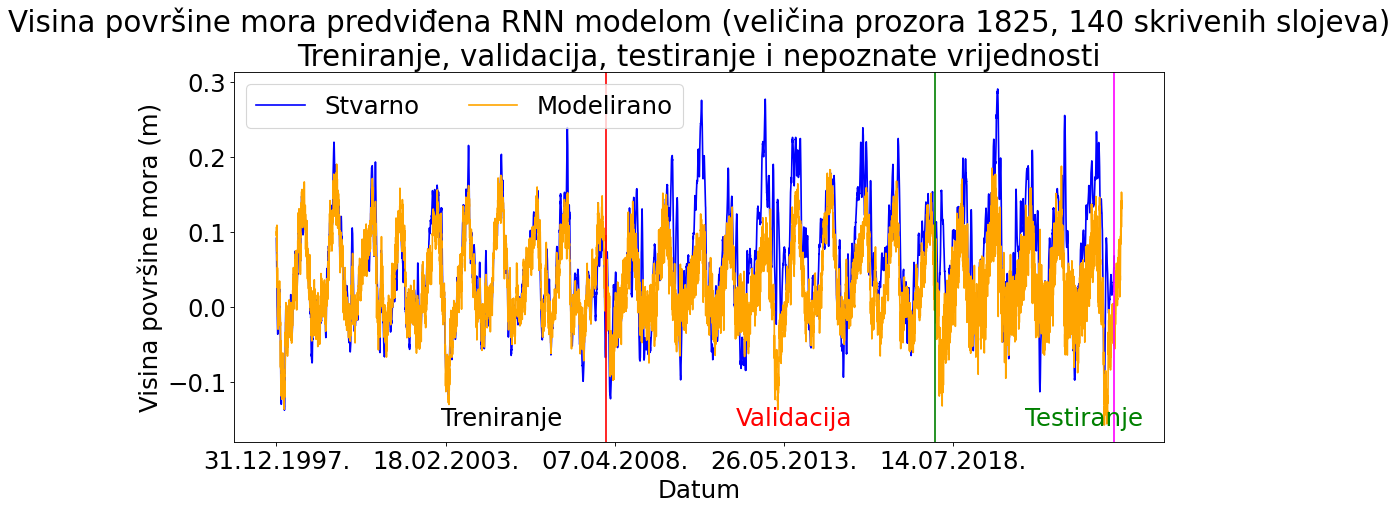 Visina površine mora predviđena RNN modelom (veličina prozora 1825, 140 skrivenih slojeva)
Treniranje, validacija, testiranje i nepoznate vrijednosti
Stvarno Modelirano
0.3
0.2
0.1
0.0
−0.1
Visina površine mora (m)
Treniranje Validacija Testiranje
31.12.1997. 18.02.2003. 07.04.2008. 26.05.2013. 14.07.2018.
Datum